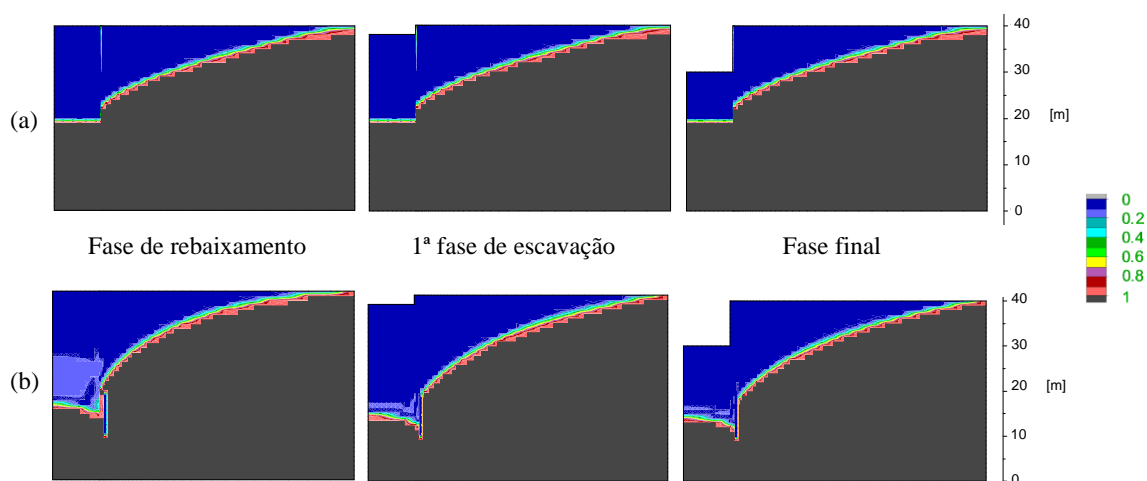 (a)
40
30
20
10
0
[m]
Fase de rebaixamento
1ª fase de escavação
Fase final
0
0.2
0.4
0.6
0.8
1
(b)
40
30
20
10
0
[m]